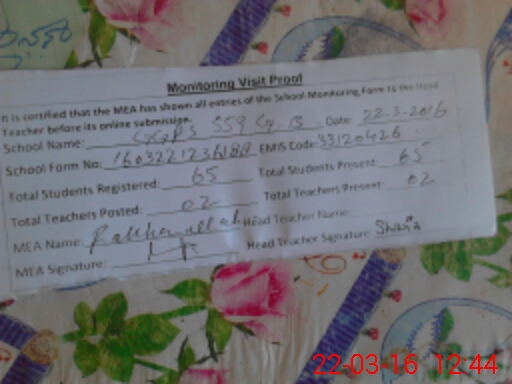 Monitoring Visit Proof
It is certified that the MEA has shown all entries of the School Monitoring Form to the Head
Teacher before its online submission.
School Name: GGPS 559 G.B Date: 22-3-2016
School Form No: EMIS Code: 33120426
Total Students Registered: 65 Total Students Present: 65
Total Teachers Posted: 02 Total Teachers Present: 02
MEA Name: Head Teacher Name:
MEA Signature: Head Teacher Signature:
22-03-16 12:44